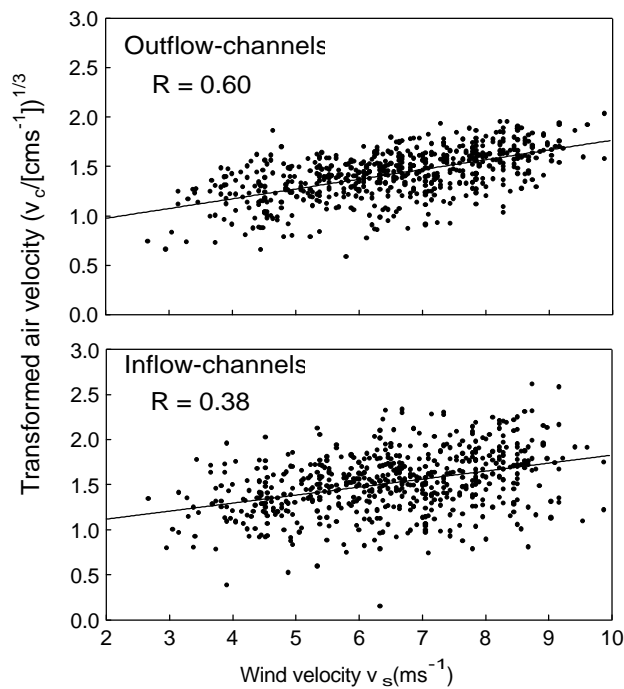 Transformed air velocity (v_c/[cms⁻¹])^1/3
3.0
Outflow-channels
2.5
R = 0.60
2.0
1.5
1.0
0.5
0.0
3.0
Inflow-channels
2.5
R = 0.38
2.0
1.5
1.0
0.5
0.0
2 3 4 5 6 7 8 9 10
Wind velocity v_s(ms⁻¹)